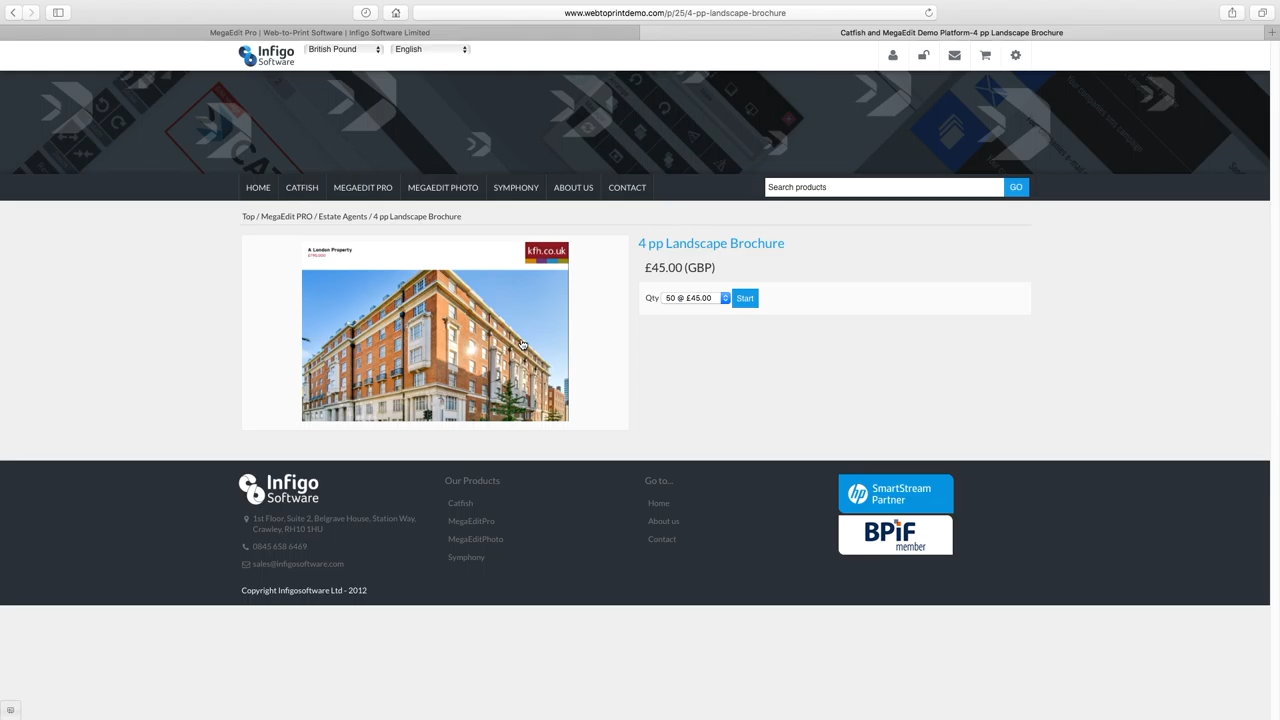 www.webtoprintdemo.com/p/25/4-pp-landscape-brochure
MegaEdit Pro | Web-to-Print Software | Infigo Software Limited
Catfish and MegaEdit Demo Platform-4 pp Landscape Brochure
Infigo
Software
British Pound
English
HOME
CATFISH
MEGAEDIT PRO
MEGAEDIT PHOTO
SYMPHONY
ABOUT US
CONTACT
Search products
GO
Top / MegaEdit PRO / Estate Agents / 4 pp Landscape Brochure
A London Property
kfh.co.uk
4 pp Landscape Brochure
£45.00 (GBP)
Qty
50 @ £45.00
Start
Infigo
Software
1st Floor, Suite 2, Belgrave House, Station Way,
Crawley, RH10 1HU
0845 658 6469
sales@infigosoftware.com
Copyright Infigosoftware Ltd - 2012
Our Products
Catfish
MegaEditPro
MegaEditPhoto
Symphony
Go to...
Home
About us
Contact
hp
SmartStream
Partner
BPiF
member